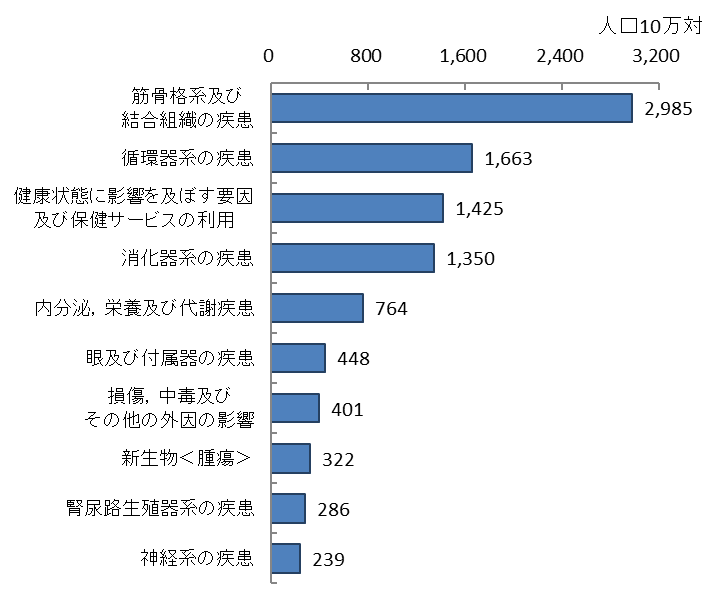 人口10万対
0 800 1,600 2,400 3,200
筋骨格系及び
結合組織の疾患
2,985
循環器系の疾患
1,663
健康状態に影響を及ぼす要因
及び保健サービスの利用
1,425
消化器系の疾患
1,350
内分泌，栄養及び代謝疾患
764
眼及び付属器の疾患
448
損傷，中毒及び
その他の外因の影響
401
新生物＜腫瘍＞
322
腎尿路生殖器系の疾患
286
神経系の疾患
239